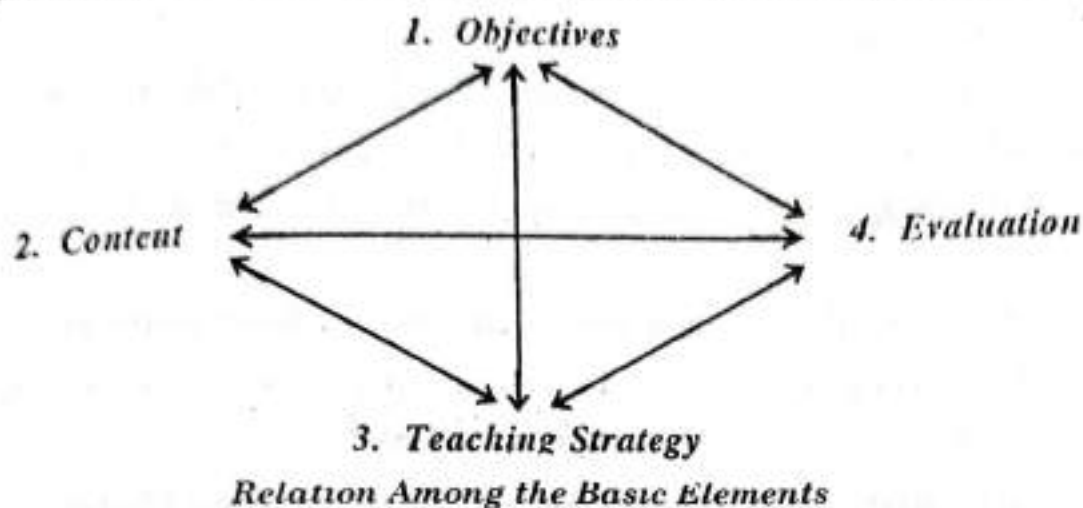 1. Objectives
2. Content
4. Evaluation
3. Teaching Strategy
Relation Among the Basic Elements